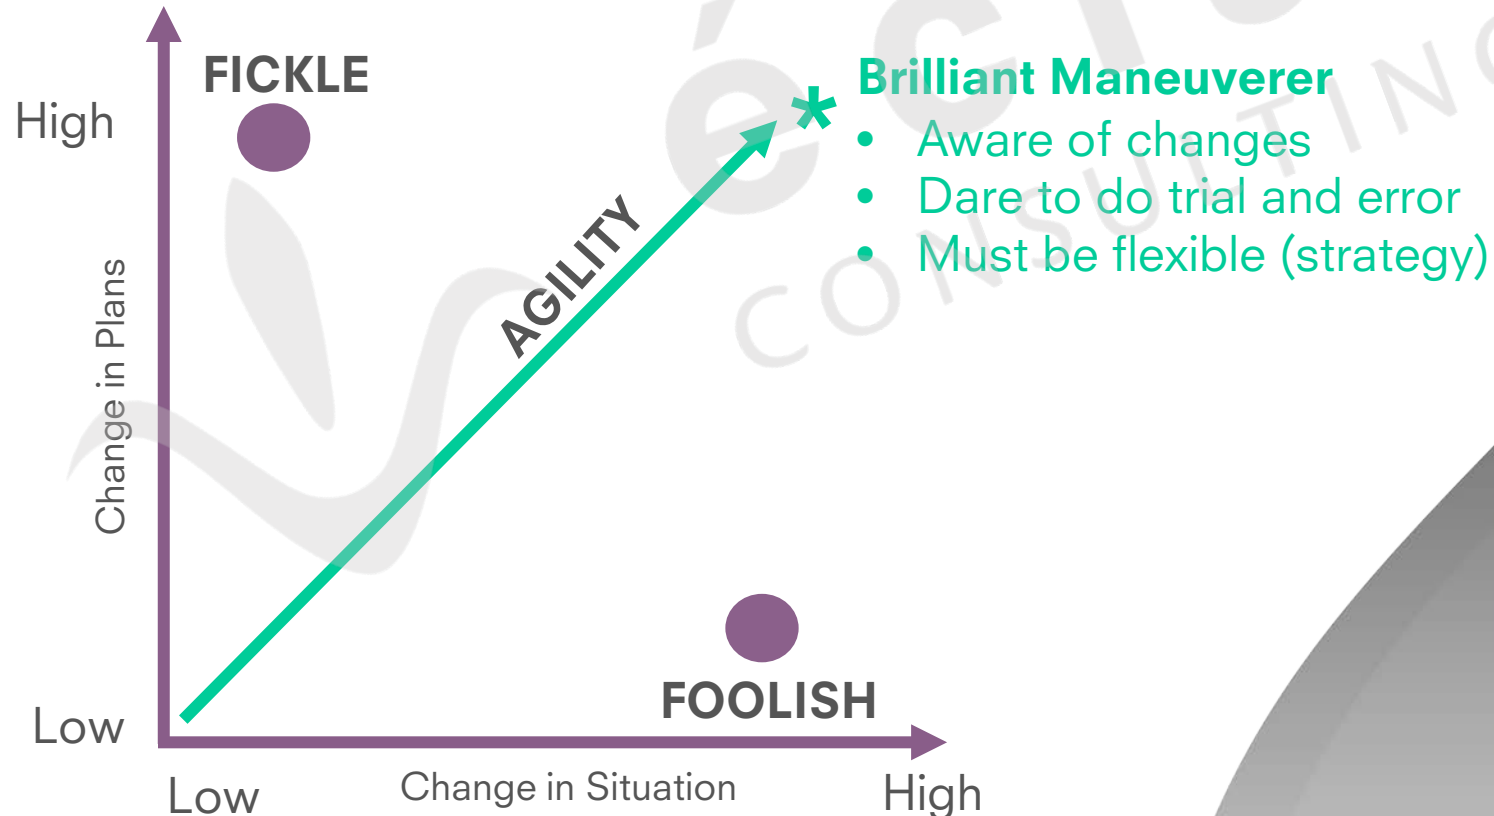 FICKLE
High
AGILITY
Change in Plans
* Brilliant Maneuverer
• Aware of changes
• Dare to do trial and error
• Must be flexible (strategy)
FOOLISH
Low
Low
Change in Situation
High
CONSULTING